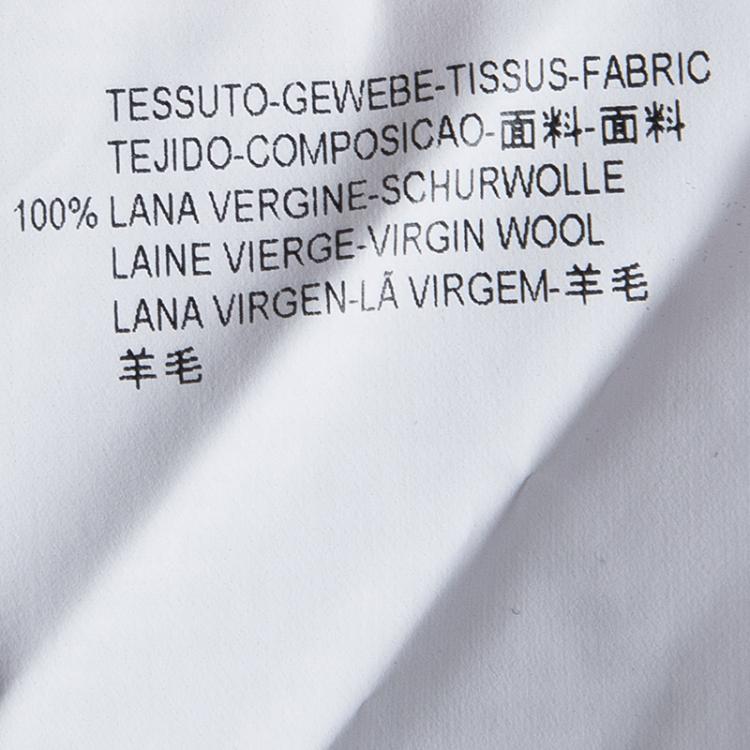 TESSUTO-GEWEBE-TISSUS-FABRIC
TEJIDO-COMPOSICAO-面料-面料
100% LANA VERGINE-SCHURWOLLE
LAINE VIERGE-VIRGIN WOOL
LANA VIRGEN-LÃ VIRGEM-羊毛
羊毛